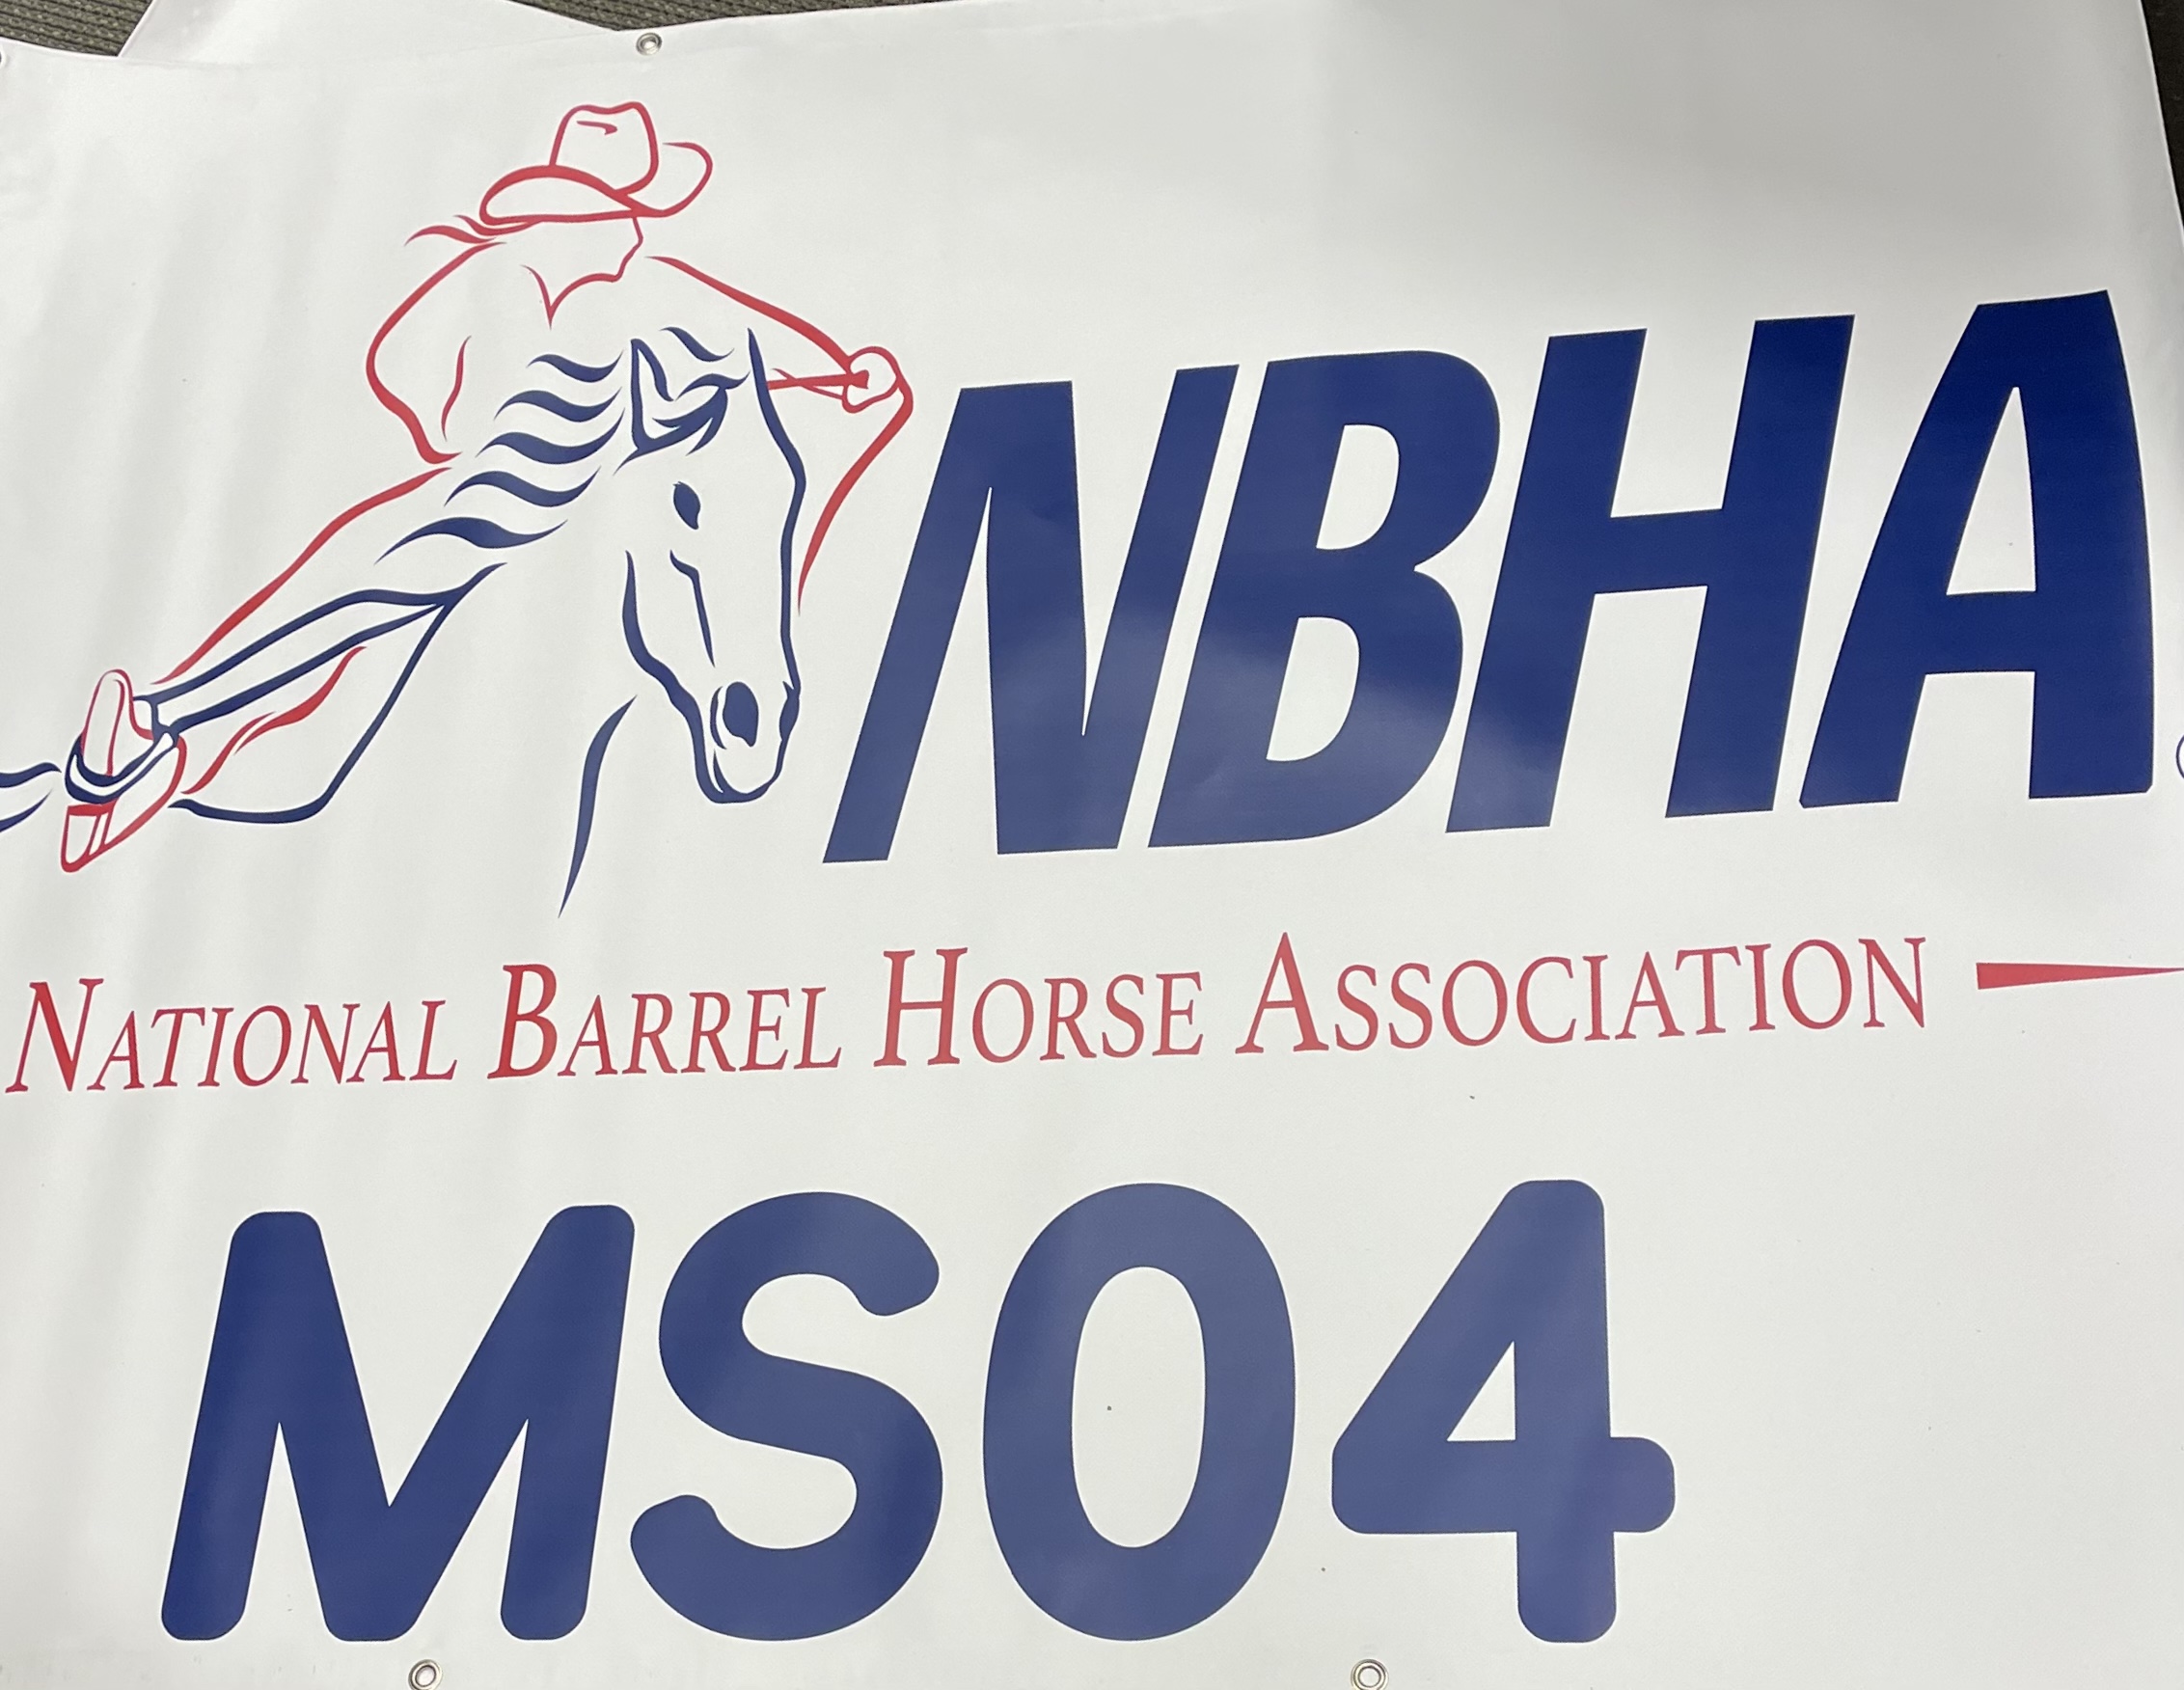 NBHA
NATIONAL BARREL HORSE ASSOCIATION
MS04